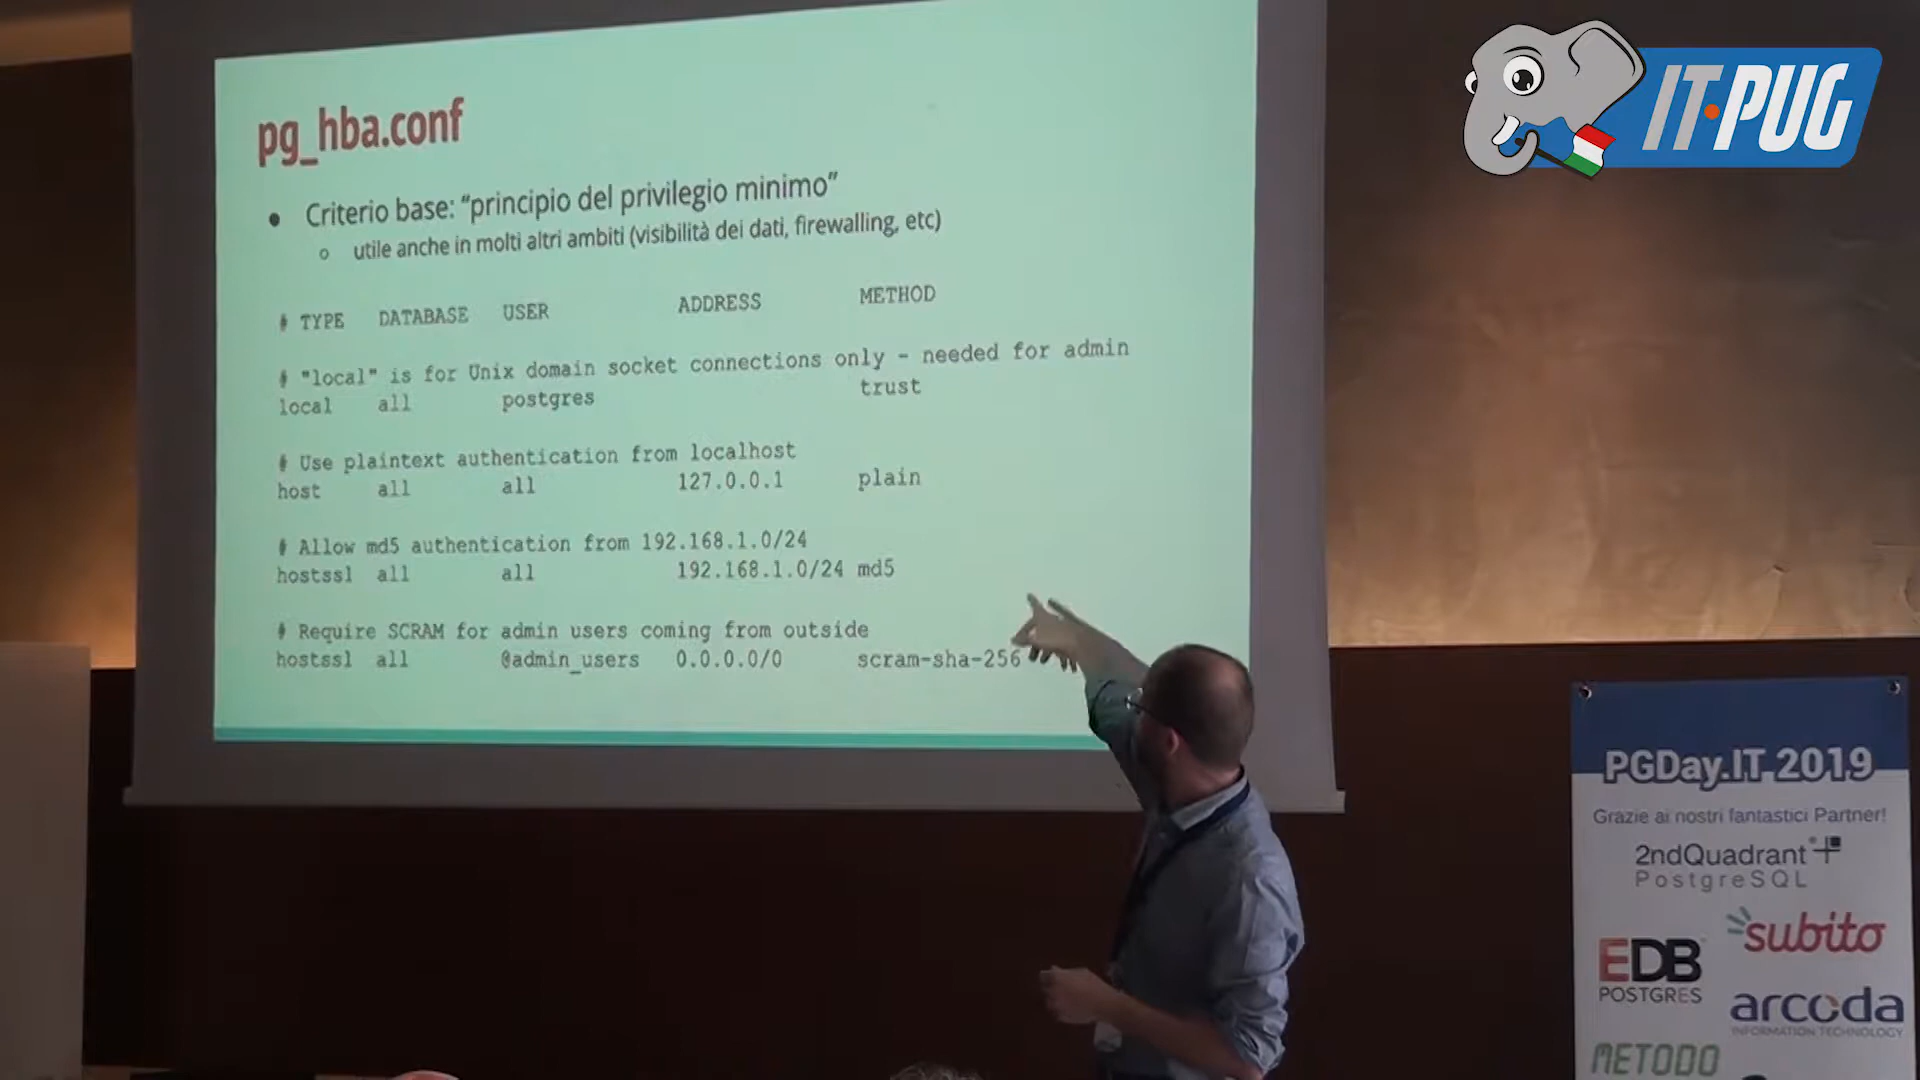 pg_hba.conf
● Criterio base: “principio del privilegio minimo”
○ utile anche in molti altri ambiti (visibilità dei dati, firewalling, etc)
# TYPE DATABASE USER ADDRESS METHOD
# "local" is for Unix domain socket connections only - needed for admin
local all postgres trust
# Use plaintext authentication from localhost
host all all 127.0.0.1 plain
# Allow md5 authentication from 192.168.1.0/24
hostssl all all 192.168.1.0/24 md5
# Require SCRAM for admin users coming from outside
hostssl all @admin_users 0.0.0.0/0 scram-sha-256
IT·PUG
PGDay.IT 2019
Grazie ai nostri fantastici Partner!
2ndQuadrant
PostgreSQL
subito
EDB
POSTGRES
arcoda
INFORMATION TECHNOLOGY
METODO